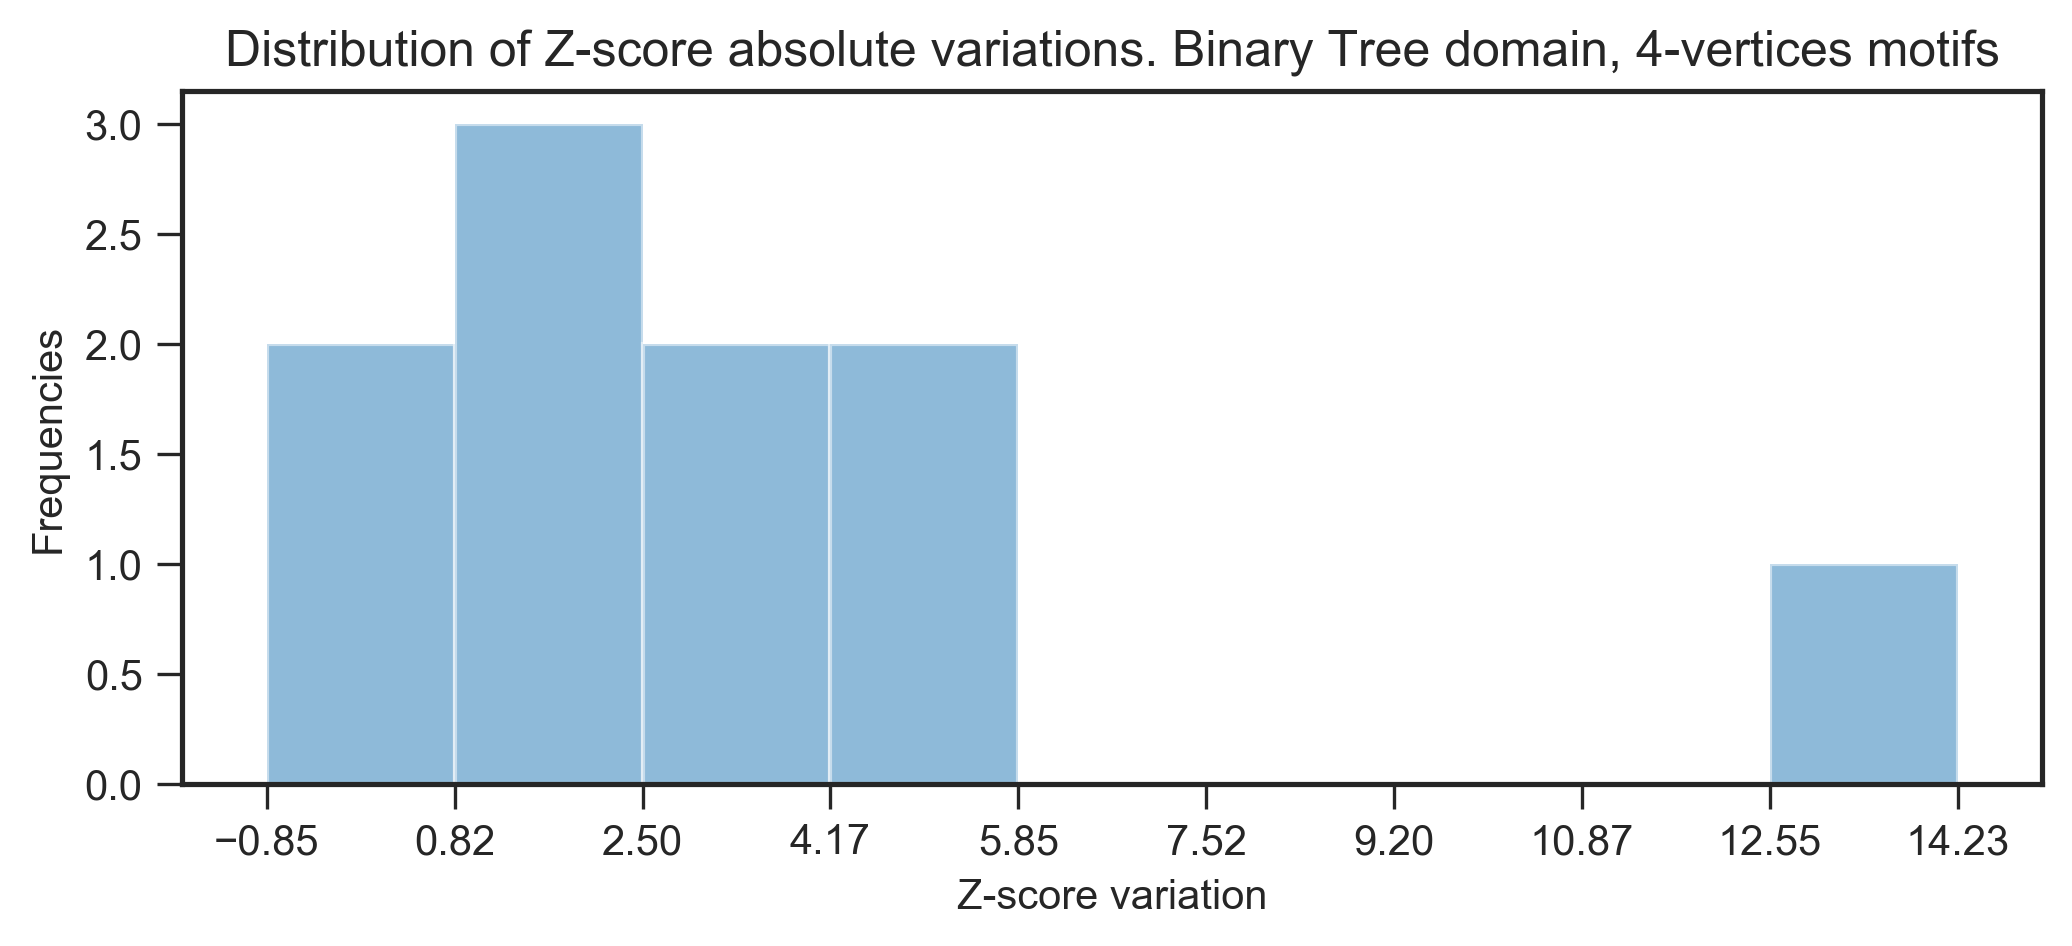 Distribution of Z-score absolute variations. Binary Tree domain, 4-vertices motifs
3.0
2.5
2.0
1.5
1.0
0.5
0.0
Frequencies
−0.85 0.82 2.50 4.17 5.85 7.52 9.20 10.87 12.55 14.23
Z-score variation